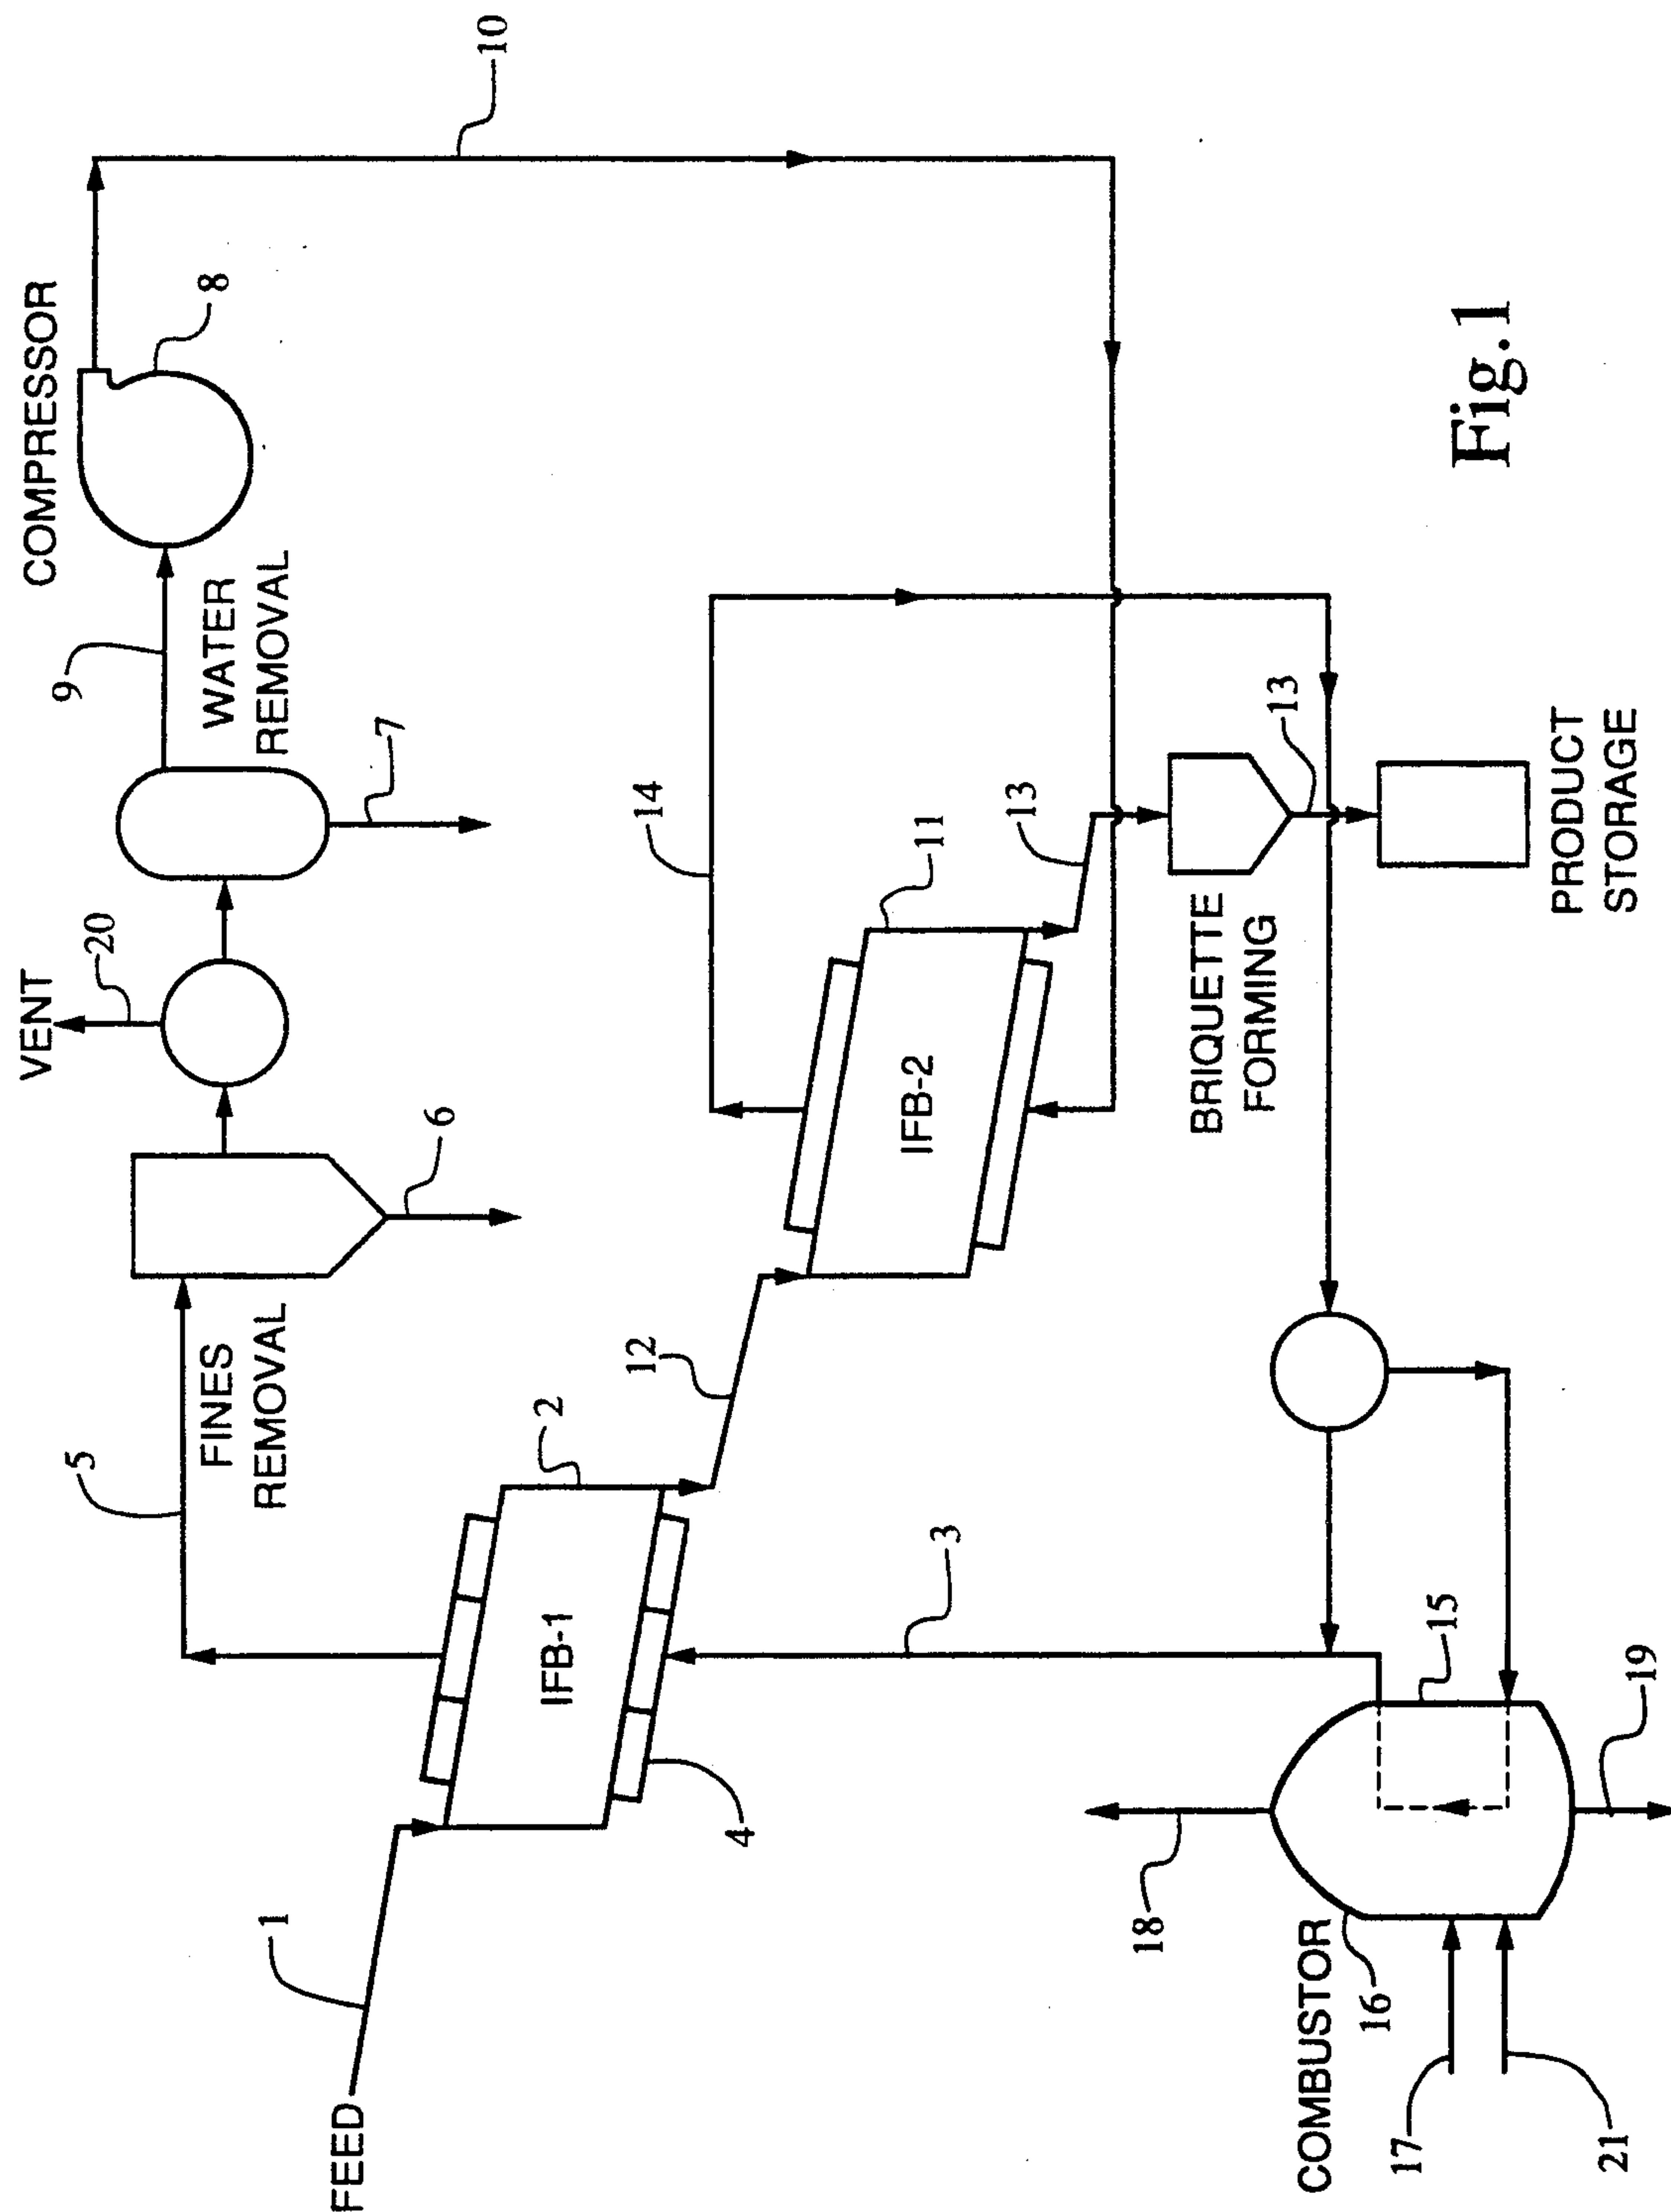 FEED
1
IFB-1
2
3
4
5
FINES
REMOVAL
6
VENT
20
WATER
REMOVAL
7
9
COMPRESSOR
8
10
12
IFB-2
11
14
13
BRIQUETTE
FORMING
13
PRODUCT
STORAGE
COMBUSTOR
16
15
17
21
18
19
Fig.1